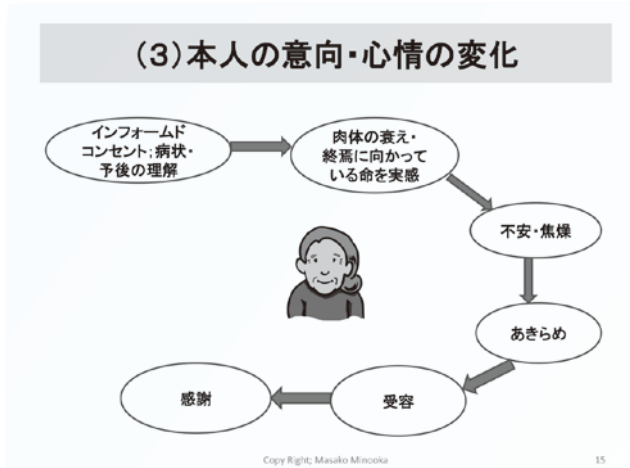 (3)本人の意向・心情の変化
インフォームド
コンセント;病状・
予後の理解
肉体の衰え・
終焉に向かって
いる命を実感
不安・焦燥
あきらめ
受容
感謝
Copy Right; Masako Minooka
15